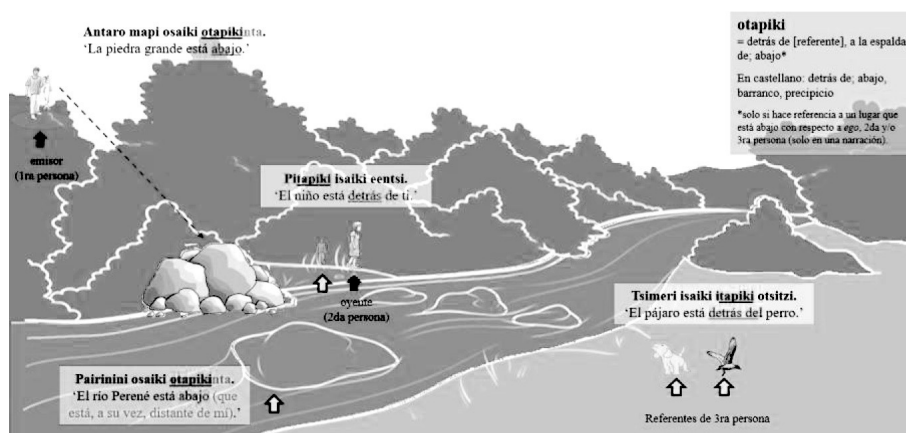 Antaro mapi osaiki otapikinta.
'La piedra grande está abajo.'
otapiki
= detrás de [referente], a la espalda
de; abajo*
En castellano: detrás de; abajo,
barranco, precipicio
*solo si hace referencia a un lugar que
está abajo con respecto a ego, 2da y/o
3ra persona (solo en una narración).
emisor
(1ra persona)
Pitapiki isaiki eentsi.
'El niño está detrás de ti.'
oyente
(2da persona)
Tsimeri isaiki itapiki otsitzi.
'El pájaro está detrás del perro.'
Pairinini osaiki otapikinta.
'El río Perené está abajo (que
está, a su vez, distante de mí).'
Referentes de 3ra persona